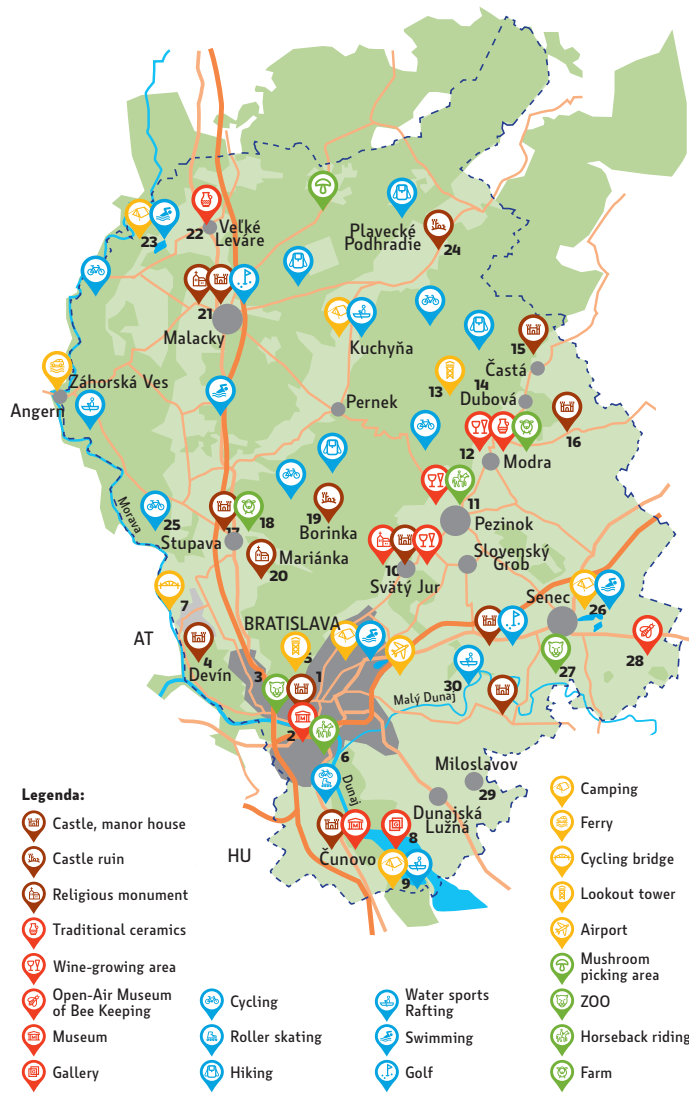 23
22
Veľké
Leváre
Plavecké
Podhradie
24
21
Malacky
Kuchyňa
15
Častá
13
14
Dubová
16
Záhorská Ves
Angern
Pernek
12
Modra
11
Pezinok
Morava
25
17
18
Stupava
19
Borinka
20
Mariánka
10
Svätý Jur
Slovenský
Grob
Senec
26
7
BRATISLAVA
AT
4
Devín
5
3
1
27
28
30
Malý Dunaj
2
6
Dunaj
Miloslavov
29
Dunajská
Lužná
8
HU
Čunovo
9
Legenda:
Castle, manor house
Castle ruin
Religious monument
Traditional ceramics
Wine-growing area
Open-Air Museum
of Bee Keeping
Museum
Gallery
Cycling
Roller skating
Hiking
Water sports
Rafting
Swimming
Golf
Camping
Ferry
Cycling bridge
Lookout tower
Airport
Mushroom
picking area
ZOO
Horseback riding
Farm